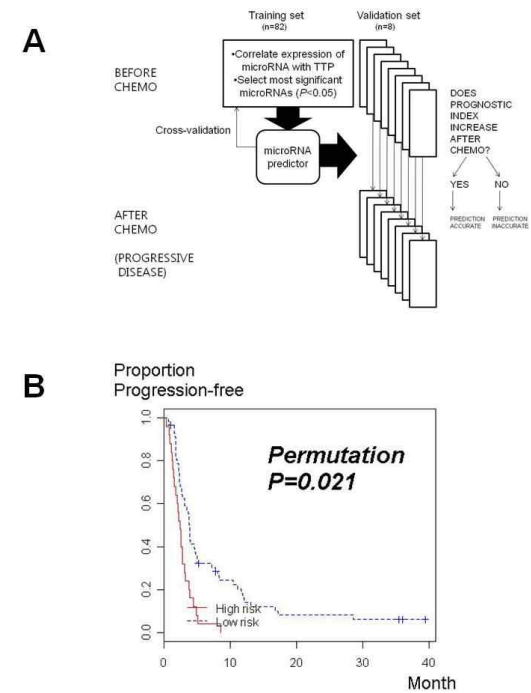 A
Training set
(n=82)
Validation set
(n=8)
BEFORE
CHEMO
•Correlate expression of
microRNA with TTP
•Select most significant
microRNAs (P<0.05)
Cross-validation
microRNA
predictor
DOES
PROGNOSTIC
INDEX
INCREASE
AFTER
CHEMO?
YES
NO
PREDICTION
ACCURATE
PREDICTION
INACCURATE
AFTER
CHEMO
(PROGRESSIVE
DISEASE)
B
Proportion
Progression-free
1.0
0.8
0.6
0.4
0.2
0.0
Permutation
P=0.021
High risk
Low risk
0
10
20
30
40
Month